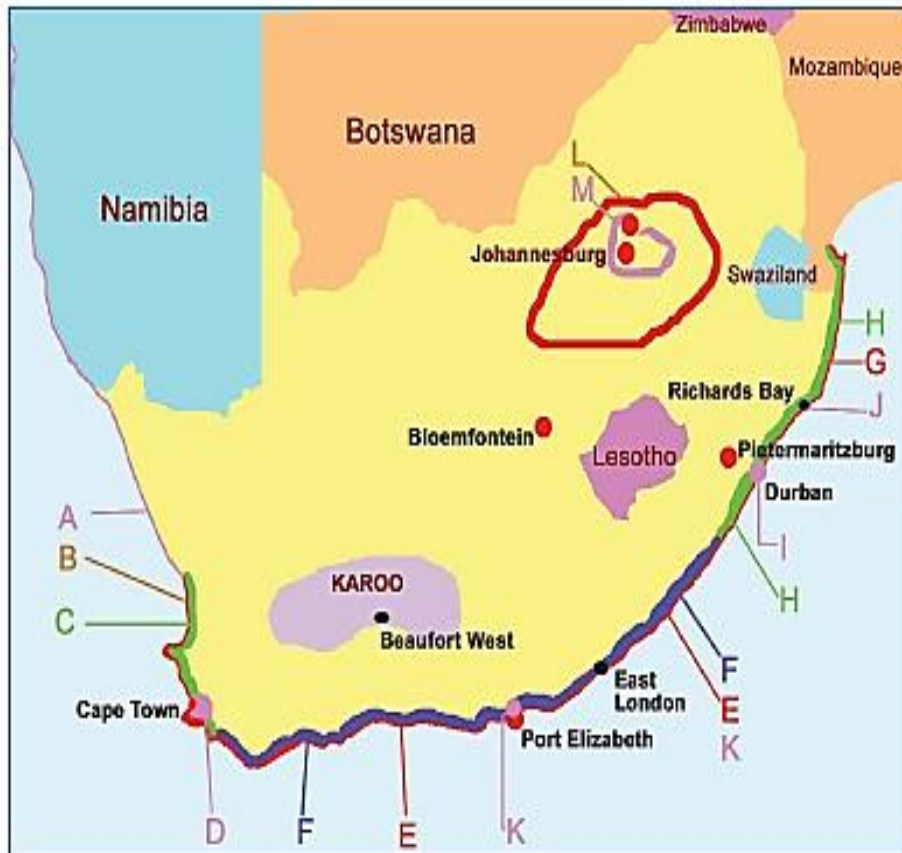 Zimbabwe
Mozambique
Botswana
L
M
Namibia
Johannesburg
Swaziland
H
G
Richards Bay
J
Bloemfontein
Lesotho
Pietermaritzburg
Durban
A
B
I
KAROO
H
C
Beaufort West
F
East
London
Cape Town
E
Port Elizabeth
K
D
F
E
K